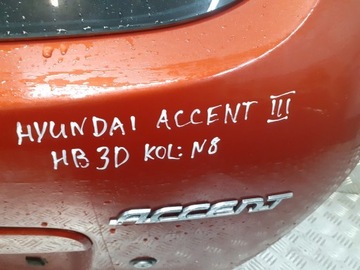 HYUNDAI ACCENT III
HB 3D KOL: N8
ACCENT